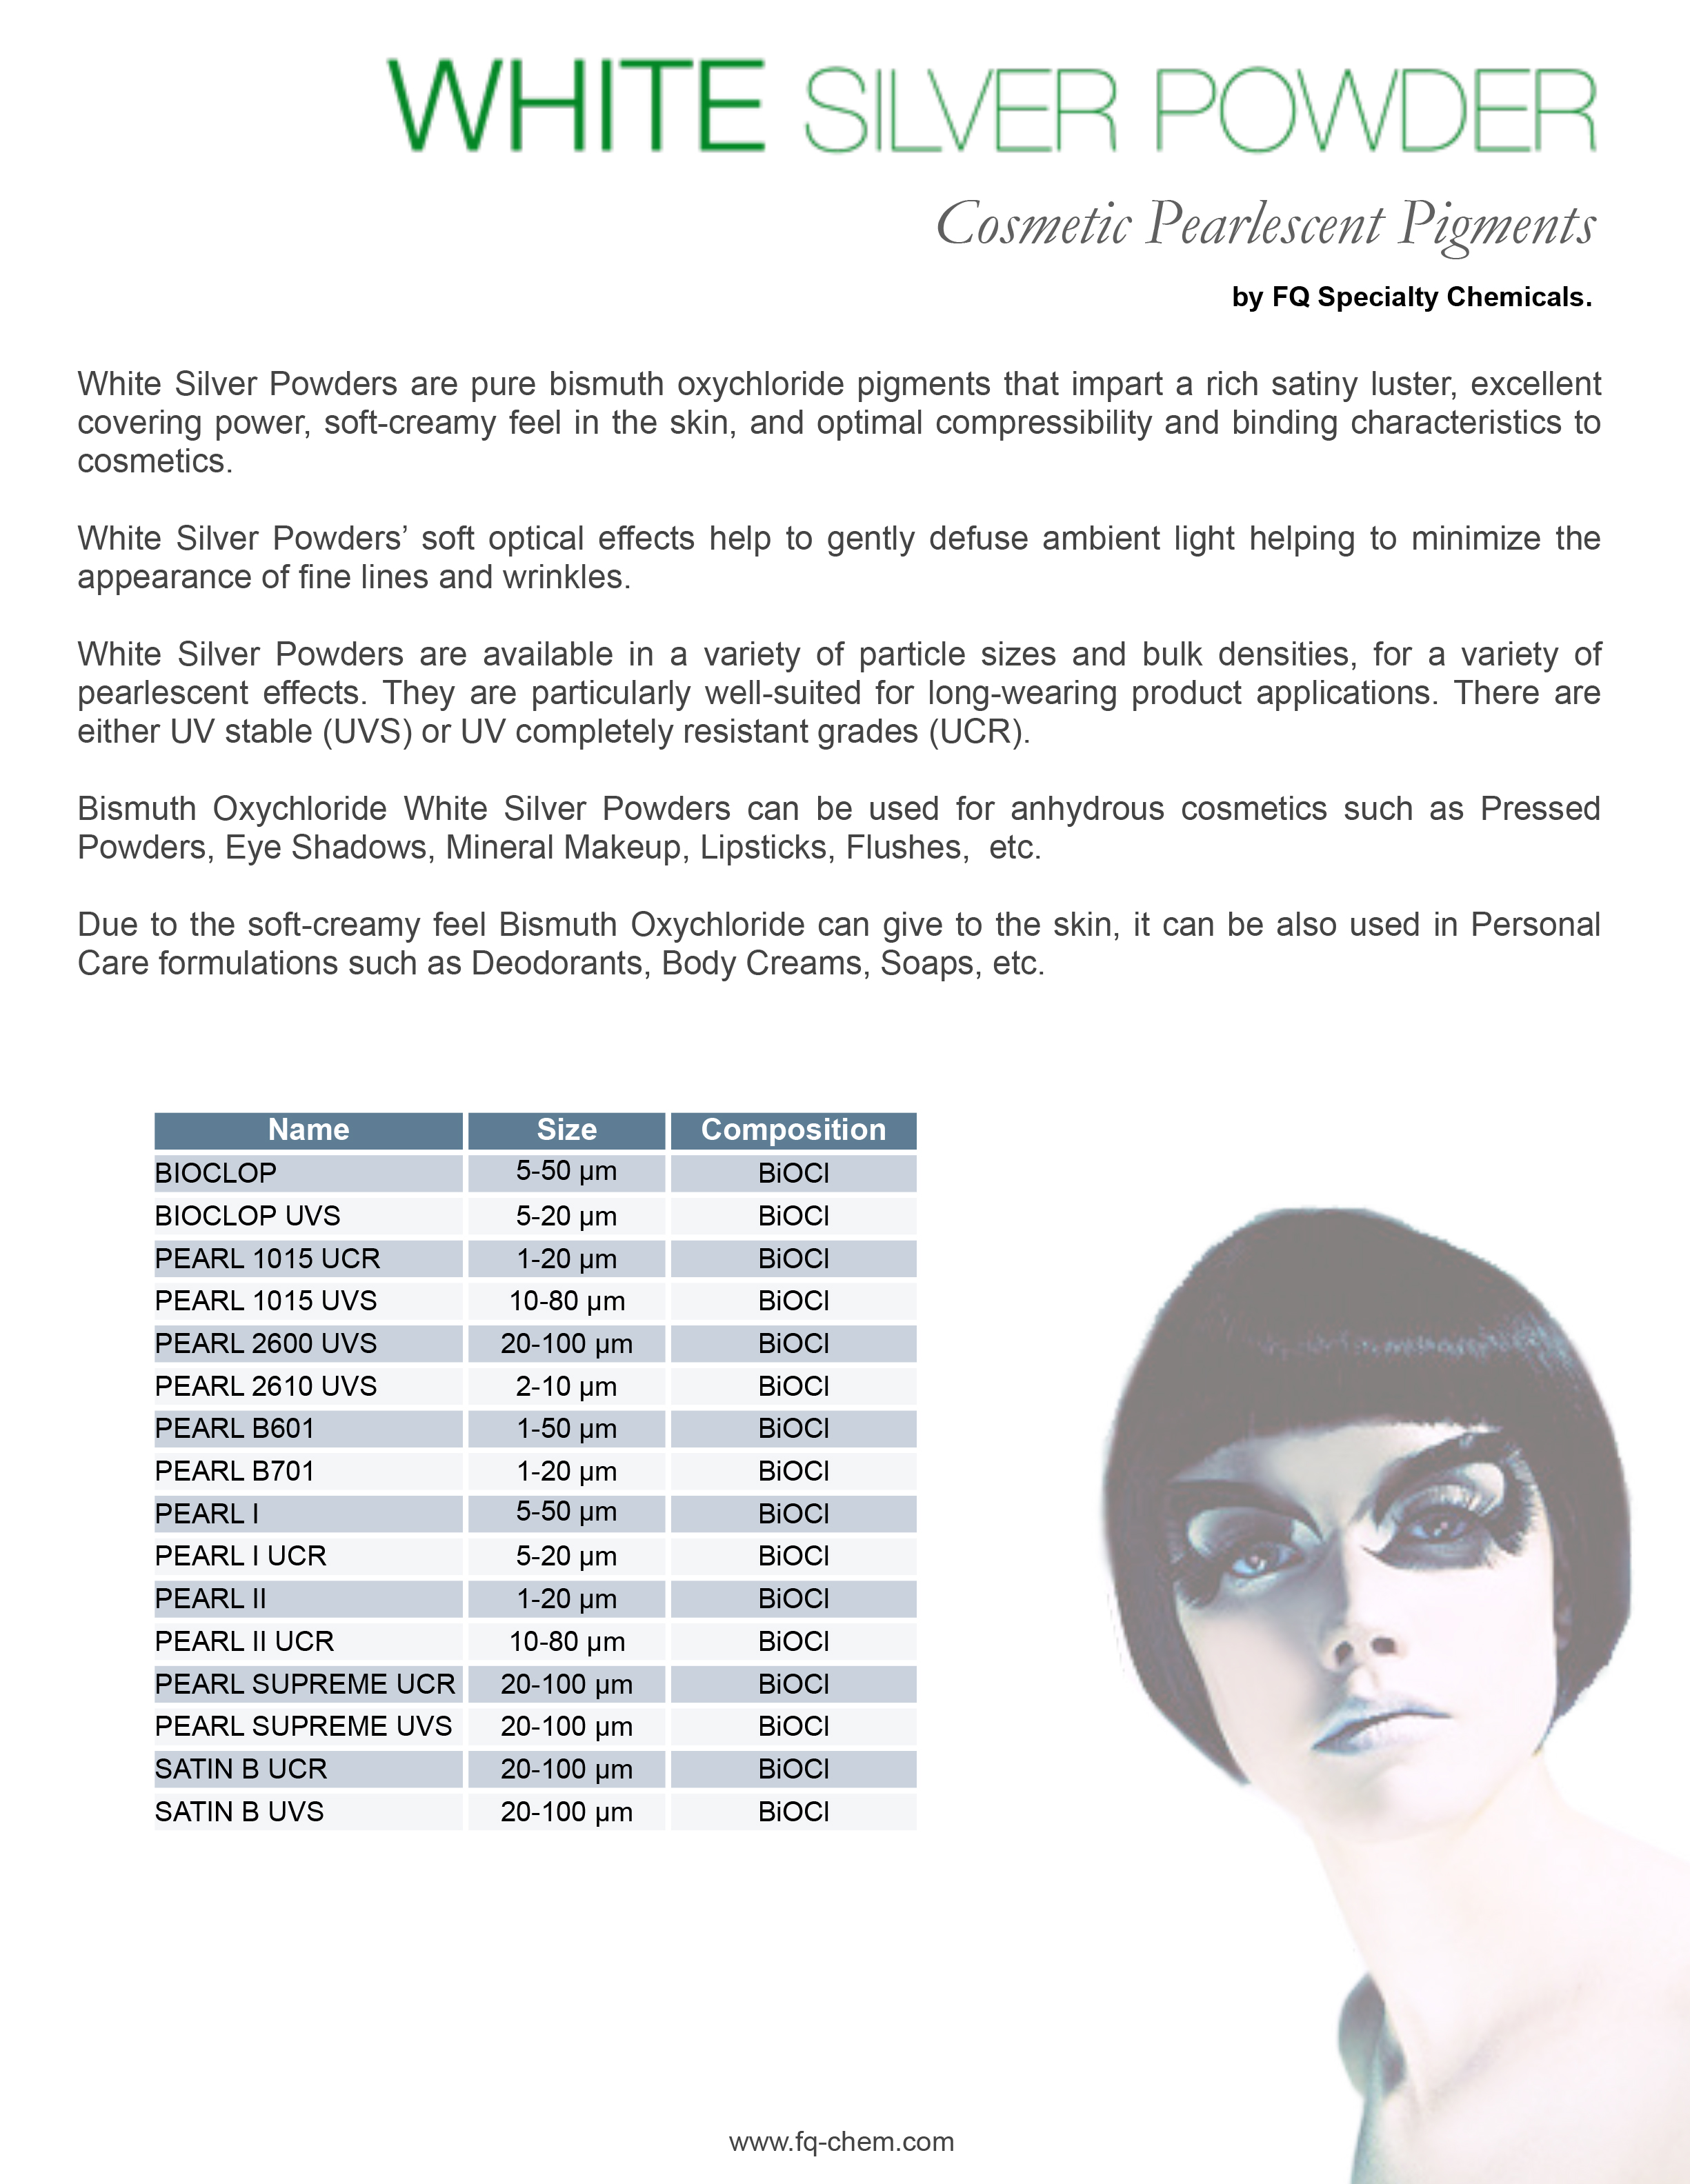 WHITE SILVER POWDER
Cosmetic Pearlescent Pigments
by FQ Specialty Chemicals.
White Silver Powders are pure bismuth oxychloride pigments that impart a rich satiny luster, excellent
covering power, soft-creamy feel in the skin, and optimal compressibility and binding characteristics to
cosmetics.
White Silver Powders’ soft optical effects help to gently defuse ambient light helping to minimize the
appearance of fine lines and wrinkles.
White Silver Powders are available in a variety of particle sizes and bulk densities, for a variety of
pearlescent effects. They are particularly well-suited for long-wearing product applications. There are
either UV stable (UVS) or UV completely resistant grades (UCR).
Bismuth Oxychloride White Silver Powders can be used for anhydrous cosmetics such as Pressed
Powders, Eye Shadows, Mineral Makeup, Lipsticks, Flushes, etc.
Due to the soft-creamy feel Bismuth Oxychloride can give to the skin, it can be also used in Personal
Care formulations such as Deodorants, Body Creams, Soaps, etc.
Name Size Composition
BIOCLOP 5-50 µm BiOCl
BIOCLOP UVS 5-20 µm BiOCl
PEARL 1015 UCR 1-20 µm BiOCl
PEARL 1015 UVS 10-80 µm BiOCl
PEARL 2600 UVS 20-100 µm BiOCl
PEARL 2610 UVS 2-10 µm BiOCl
PEARL B601 1-50 µm BiOCl
PEARL B701 1-20 µm BiOCl
PEARL I 5-50 µm BiOCl
PEARL I UCR 5-20 µm BiOCl
PEARL II 1-20 µm BiOCl
PEARL II UCR 10-80 µm BiOCl
PEARL SUPREME UCR 20-100 µm BiOCl
PEARL SUPREME UVS 20-100 µm BiOCl
SATIN B UCR 20-100 µm BiOCl
SATIN B UVS 20-100 µm BiOCl
www.fq-chem.com